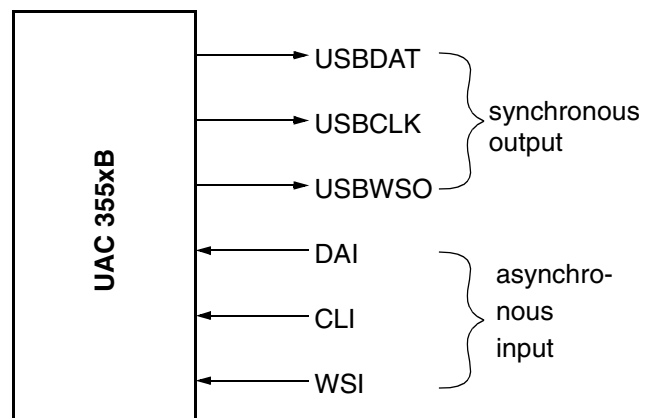 UAC 355xB
USBDAT
USBCLK
USBWSO
synchronous
output
DAI
CLI
WSI
asynchro-
nous
input